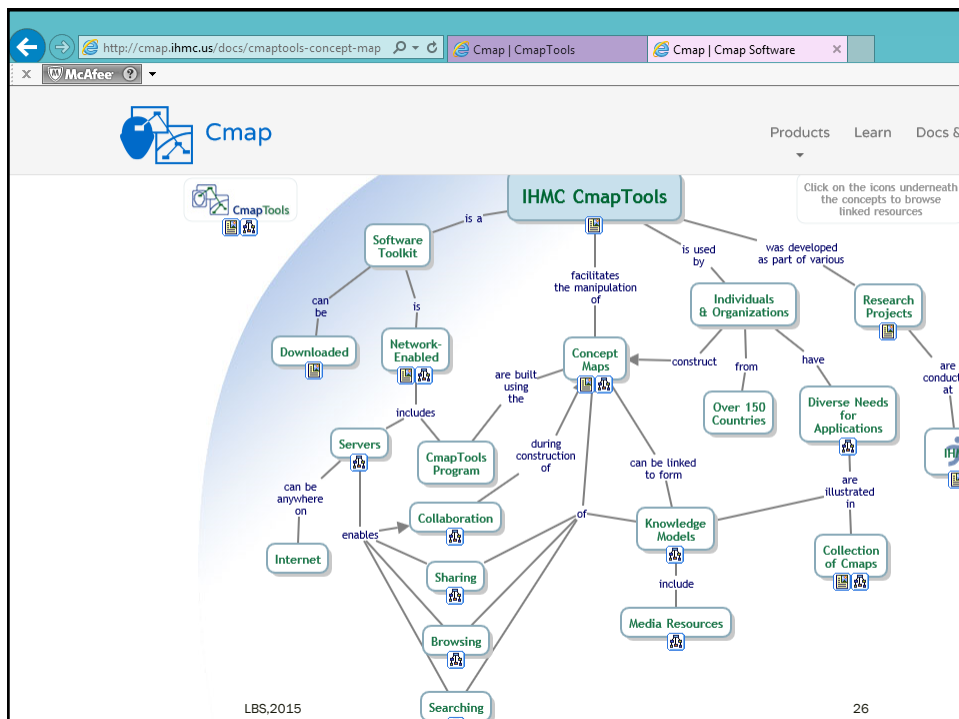 http://cmap.ihmc.us/docs/cmaptools-concept-map
Cmap | CmapTools
Cmap | Cmap Software
x
McAfee
?
Cmap
Products
Learn
Docs &
CmapTools
IHMC CmapTools
Click on the icons underneath
the concepts to browse
linked resources
is a
Software
Toolkit
is used
by
was developed
as part of various
facilitates
the manipulation
of
can
be
is
Individuals
& Organizations
Research
Projects
Downloaded
Network-
Enabled
Concept
Maps
construct
from
have
are
conduct
at
are built
using
the
includes
Over 150
Countries
Diverse Needs
for
Applications
Servers
CmapTools
Program
during
construction
of
can be linked
to form
IHM
can be
anywhere
on
are
illustrated
in
Collaboration
of
Knowledge
Models
enables
Internet
Collection
of Cmaps
Sharing
include
Media Resources
Browsing
Searching
LBS,2015
26